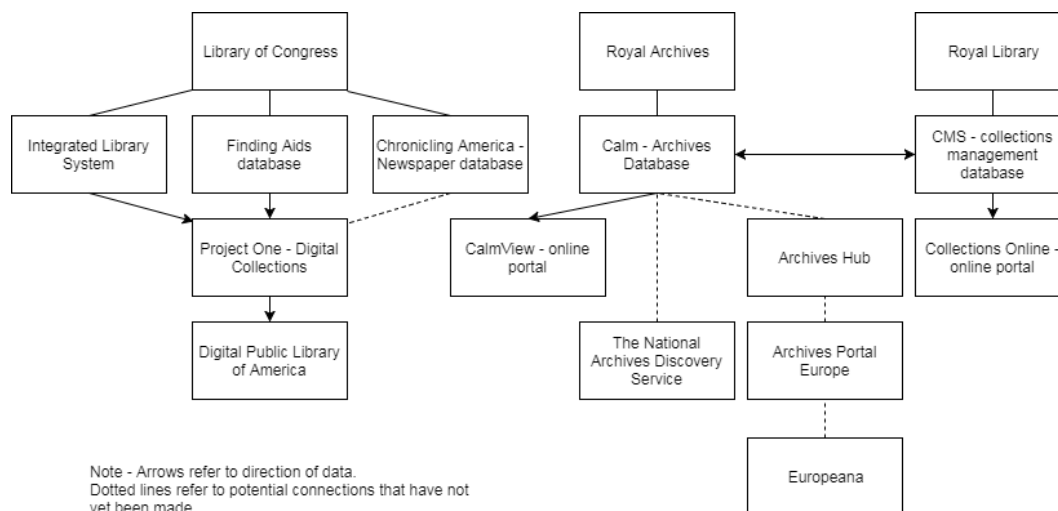 Library of Congress
Royal Archives
Royal Library
Integrated Library
System
Finding Aids
database
Chronicling America -
Newspaper database
Calm - Archives
Database
CMS - collections
management
database
Project One - Digital
Collections
CalmView - online
portal
Archives Hub
Collections Online -
online portal
Digital Public Library
of America
The National
Archives Discovery
Service
Archives Portal
Europe
Europeana
Note - Arrows refer to direction of data.
Dotted lines refer to potential connections that have not
yet been made